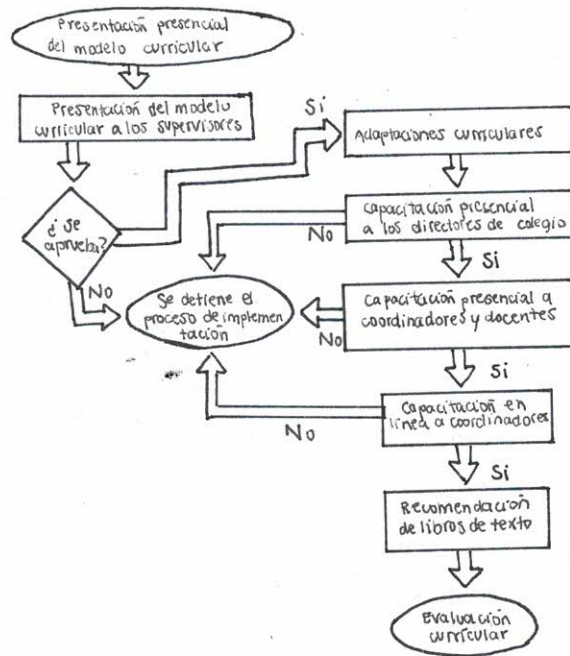 Presentación presencial
del modelo curricular
Presentación del modelo
curricular a los supervisores
¿Se
aprueba?
Si
No
Adaptaciones curriculares
Capacitación presencial
a los directores de colegio
No
Si
Se detiene el
proceso de implemen
tación
Capacitación presencial a
coordinadores y docentes
No
Si
Capacitación en
línea a coordinadores
No
Si
Recomendación
de libros de texto
Evaluación
curricular